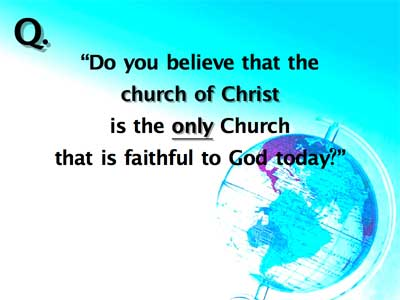 Q.
“Do you believe that the
church of Christ
is the only Church
that is faithful to God today?”